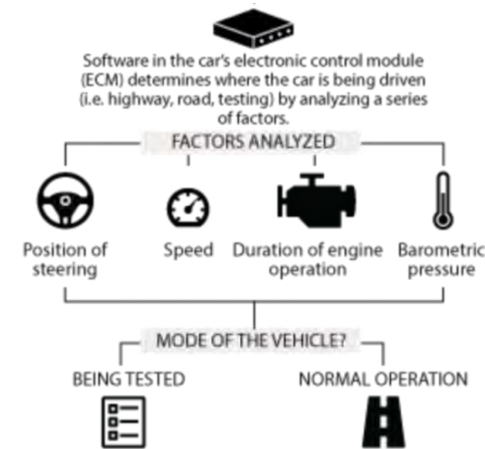 Software in the car's electronic control module
(ECM) determines where the car is being driven
(i.e. highway, road, testing) by analyzing a series
of factors.
FACTORS ANALYZED
Position of
steering
Speed
Duration of engine
operation
Barometric
pressure
MODE OF THE VEHICLE?
BEING TESTED
NORMAL OPERATION